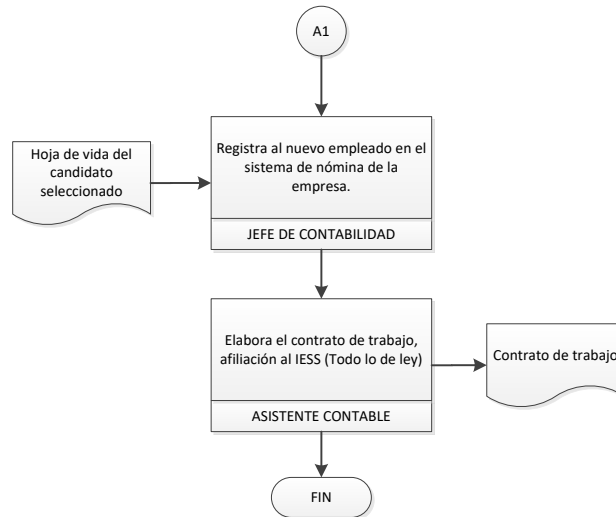 A1
Hoja de vida del
candidato
seleccionado
Registra al nuevo empleado en el
sistema de nómina de la
empresa.
JEFE DE CONTABILIDAD
Elabora el contrato de trabajo,
afiliación al IESS (Todo lo de ley)
ASISTENTE CONTABLE
Contrato de trabajo
FIN